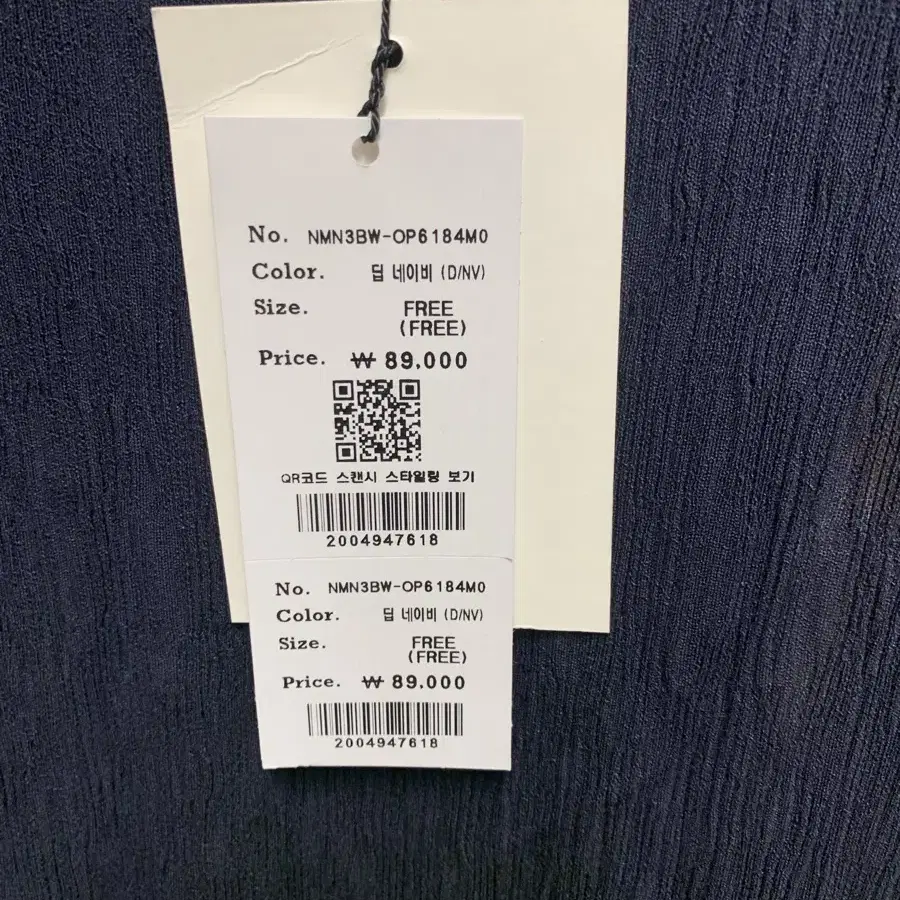 No. NMN3BW-OP6184M0
Color. 딥 네이비 (D/NV)
Size. FREE
(FREE)
Price. ₩ 89,000
QR코드 스캔시 스타일링 보기
2004947618
No. NMN3BW-OP6184M0
Color. 딥 네이비 (D/NV)
Size. FREE
(FREE)
Price. ₩ 89,000
2004947618